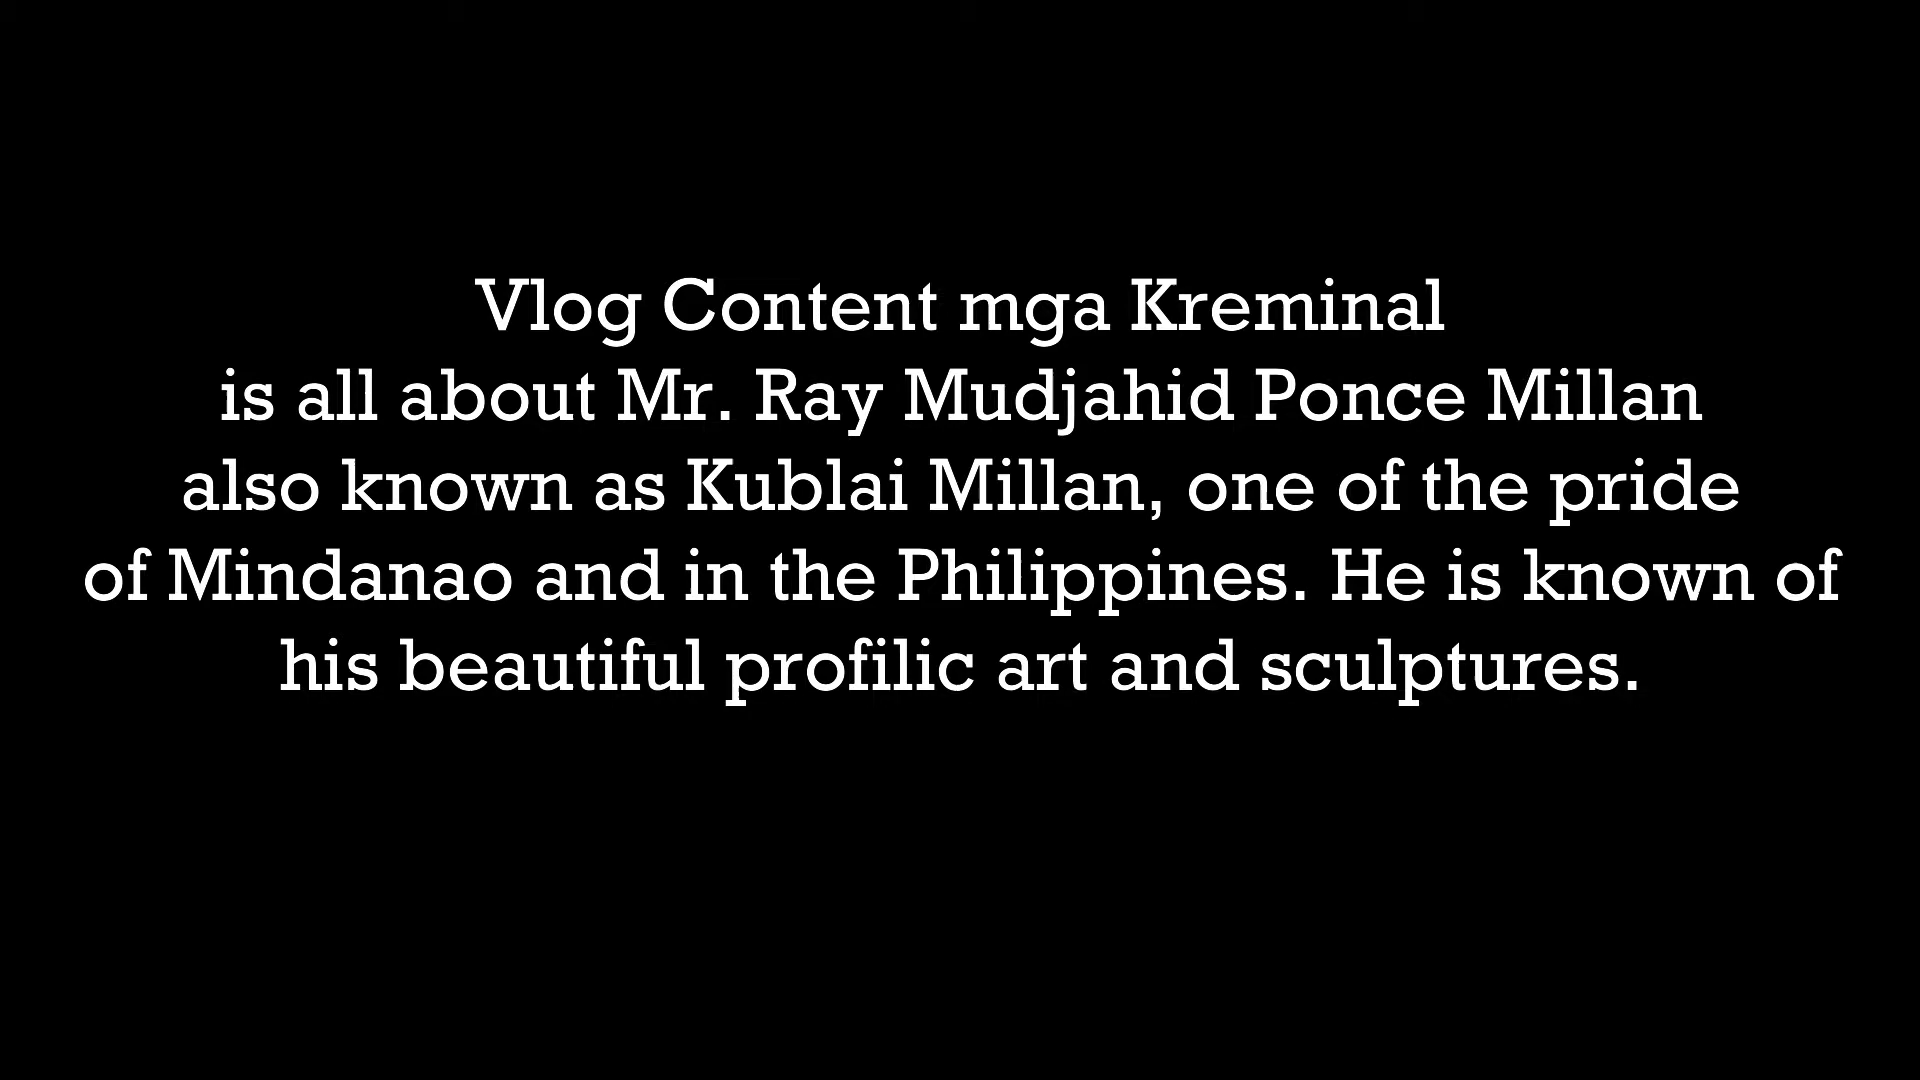 Vlog Content mga Kreminal
is all about Mr. Ray Mudjahid Ponce Millan
also known as Kublai Millan, one of the pride
of Mindanao and in the Philippines. He is known of
his beautiful profilic art and sculptures.